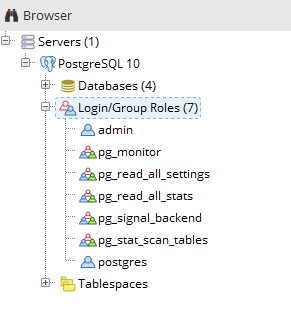 Browser
Servers (1)
PostgreSQL 10
Databases (4)
Login/Group Roles (7)
admin
pg_monitor
pg_read_all_settings
pg_read_all_stats
pg_signal_backend
pg_stat_scan_tables
postgres
Tablespaces